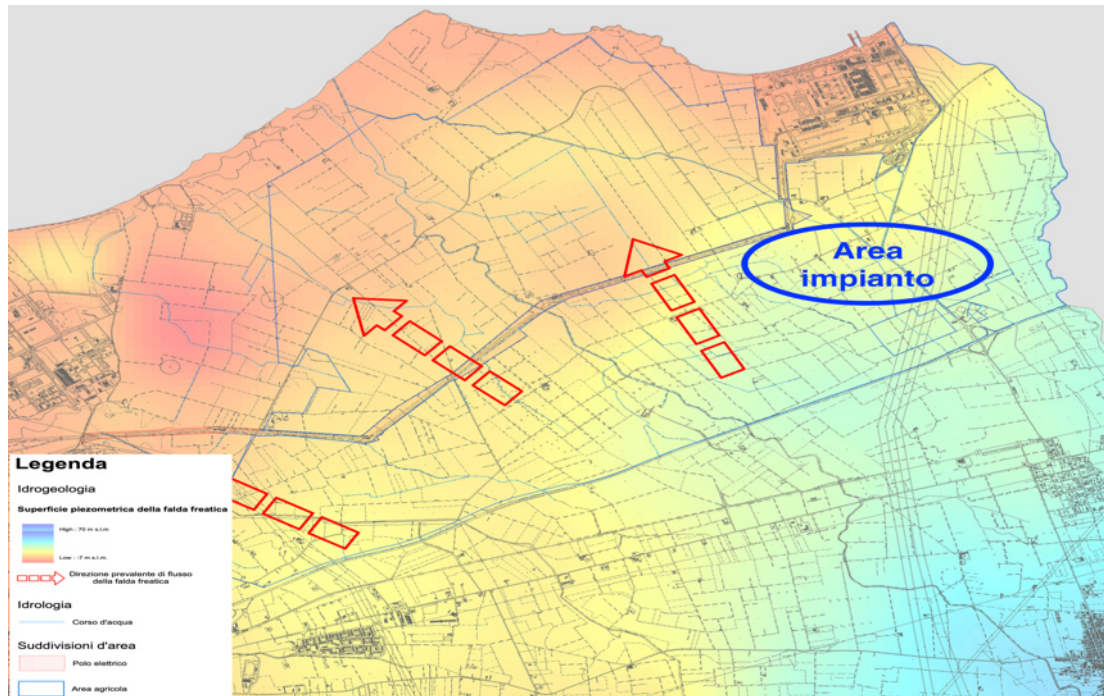 Area
impianto
Legenda
Idrogeologia
Superficie piezometrica della falda freatica
High : 70 m s.l.m
Low : -7 m s.l.m.
Direzione prevalente di flusso
della falda freatica
Idrologia
Corso d'acqua
Suddivisioni d'area
Polo elettrico
Area agricola